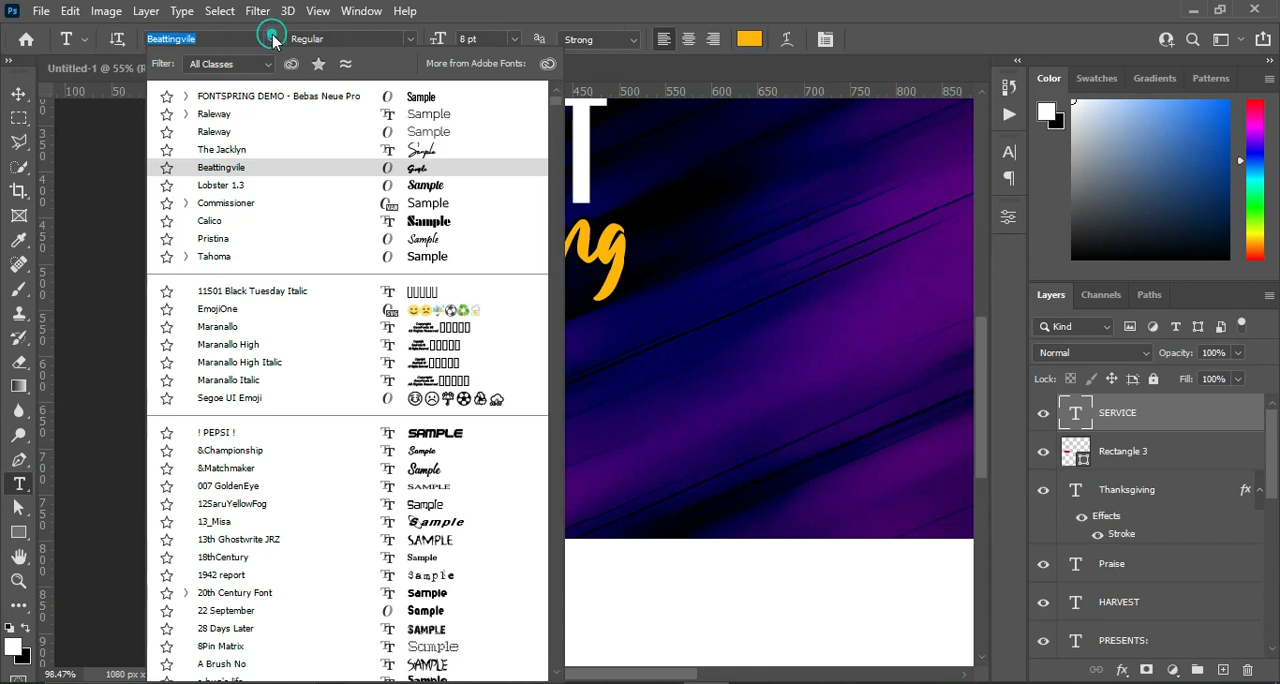 Ps File Edit Image Layer Type Select Filter 3D View Window Help
Beattingvile Regular 8 pt Strong
Filter: All Classes More from Adobe Fonts:
Untitled-1 @ 55%
FONTSPRING DEMO - Bebas Neue Pro Sample
Raleway Sample
Raleway Sample
The Jacklyn Sample
Beattingvile Sample
Lobster 1.3 Sample
Commissioner Sample
Calico Sample
Pristina Sample
Tahoma Sample
11S01 Black Tuesday Italic
EmojiOne
Maranallo
Maranallo High
Maranallo High Italic
Maranallo Italic
Segoe UI Emoji
! PEPSI ! SAMPLE
&Championship Sample
&Matchmaker Sample
007 GoldenEye SAMPLE
12SaruYellowFog Sample
13_Misa Sample
13th Ghostwrite JRZ SAMPLE
18thCentury Sample
1942 report Sample
20th Century Font Sample
22 September Sample
28 Days Later SAMPLE
8Pin Matrix Sample
A Brush No SAMPLE
100 50
450 500 550 600 650 700 750 800 850
T
ng
98.47% 1080 px x
Color Swatches Gradients Patterns
Layers Channels Paths
Kind
Normal Opacity: 100%
Lock: Fill: 100%
SERVICE
Rectangle 3
Thanksgiving fx
Effects
Stroke
Praise
HARVEST
PRESENTS: